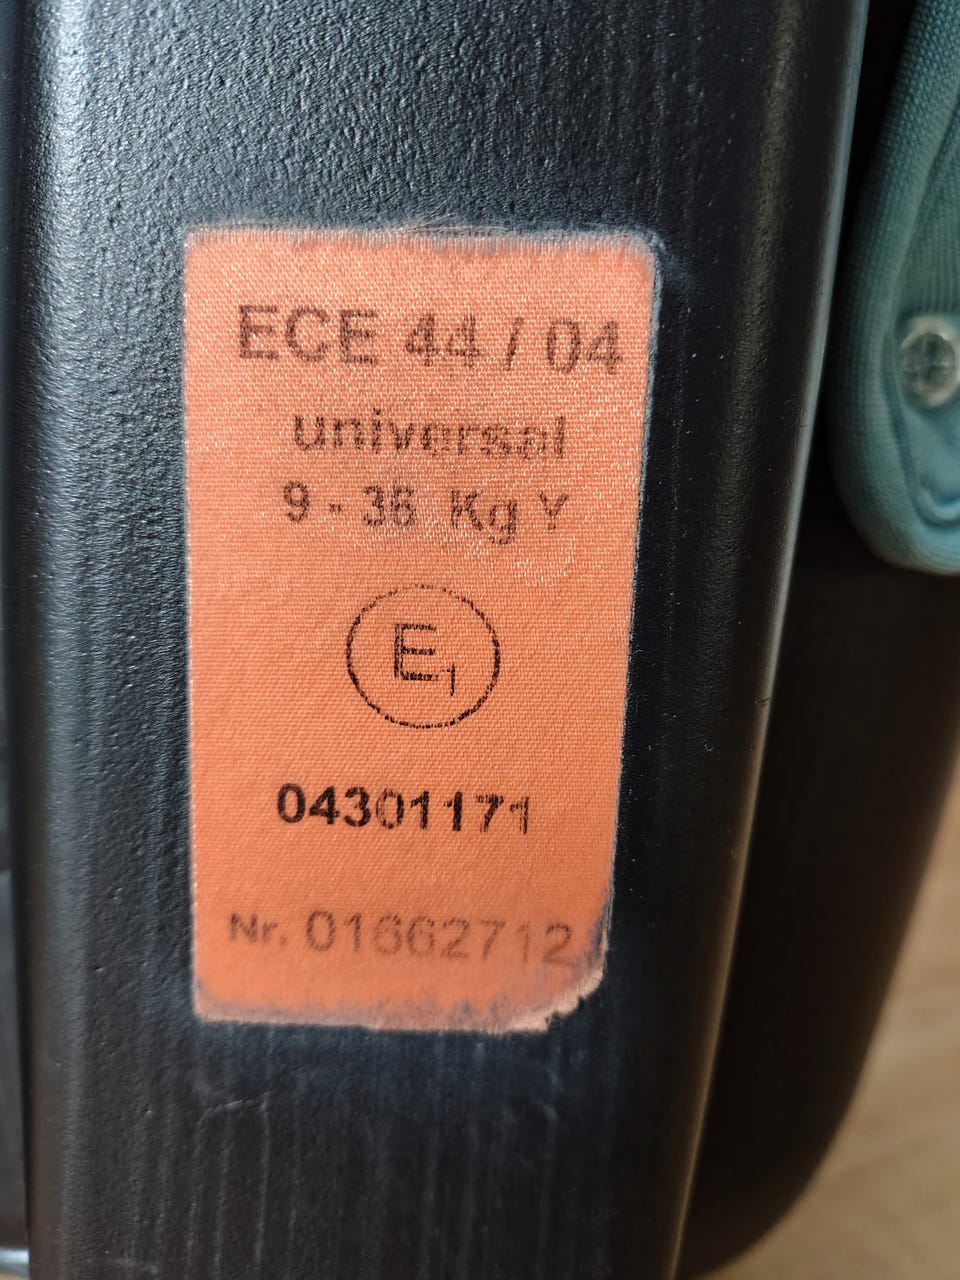 ECE 44 / 04
universal
9 - 36 Kg Y
E1
04301171
Nr. 01662712